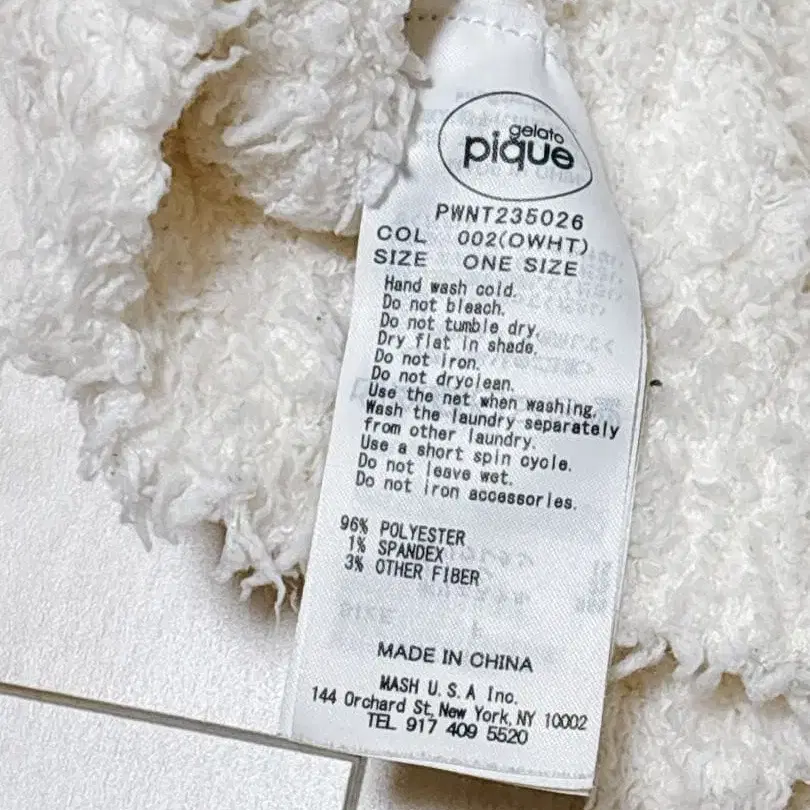 gelato
pique
PWNT235026
COL 002(OWHT)
SIZE ONE SIZE
Hand wash cold.
Do not bleach.
Do not tumble dry.
Dry flat in shade.
Do not iron.
Do not dryclean.
Use the net when washing.
Wash the laundry separately
from other laundry.
Use a short spin cycle.
Do not leave wet.
Do not iron accessories.
96% POLYESTER
1% SPANDEX
3% OTHER FIBER
MADE IN CHINA
MASH U.S.A Inc.
144 Orchard St, New York, NY 10002
TEL 917 409 5520